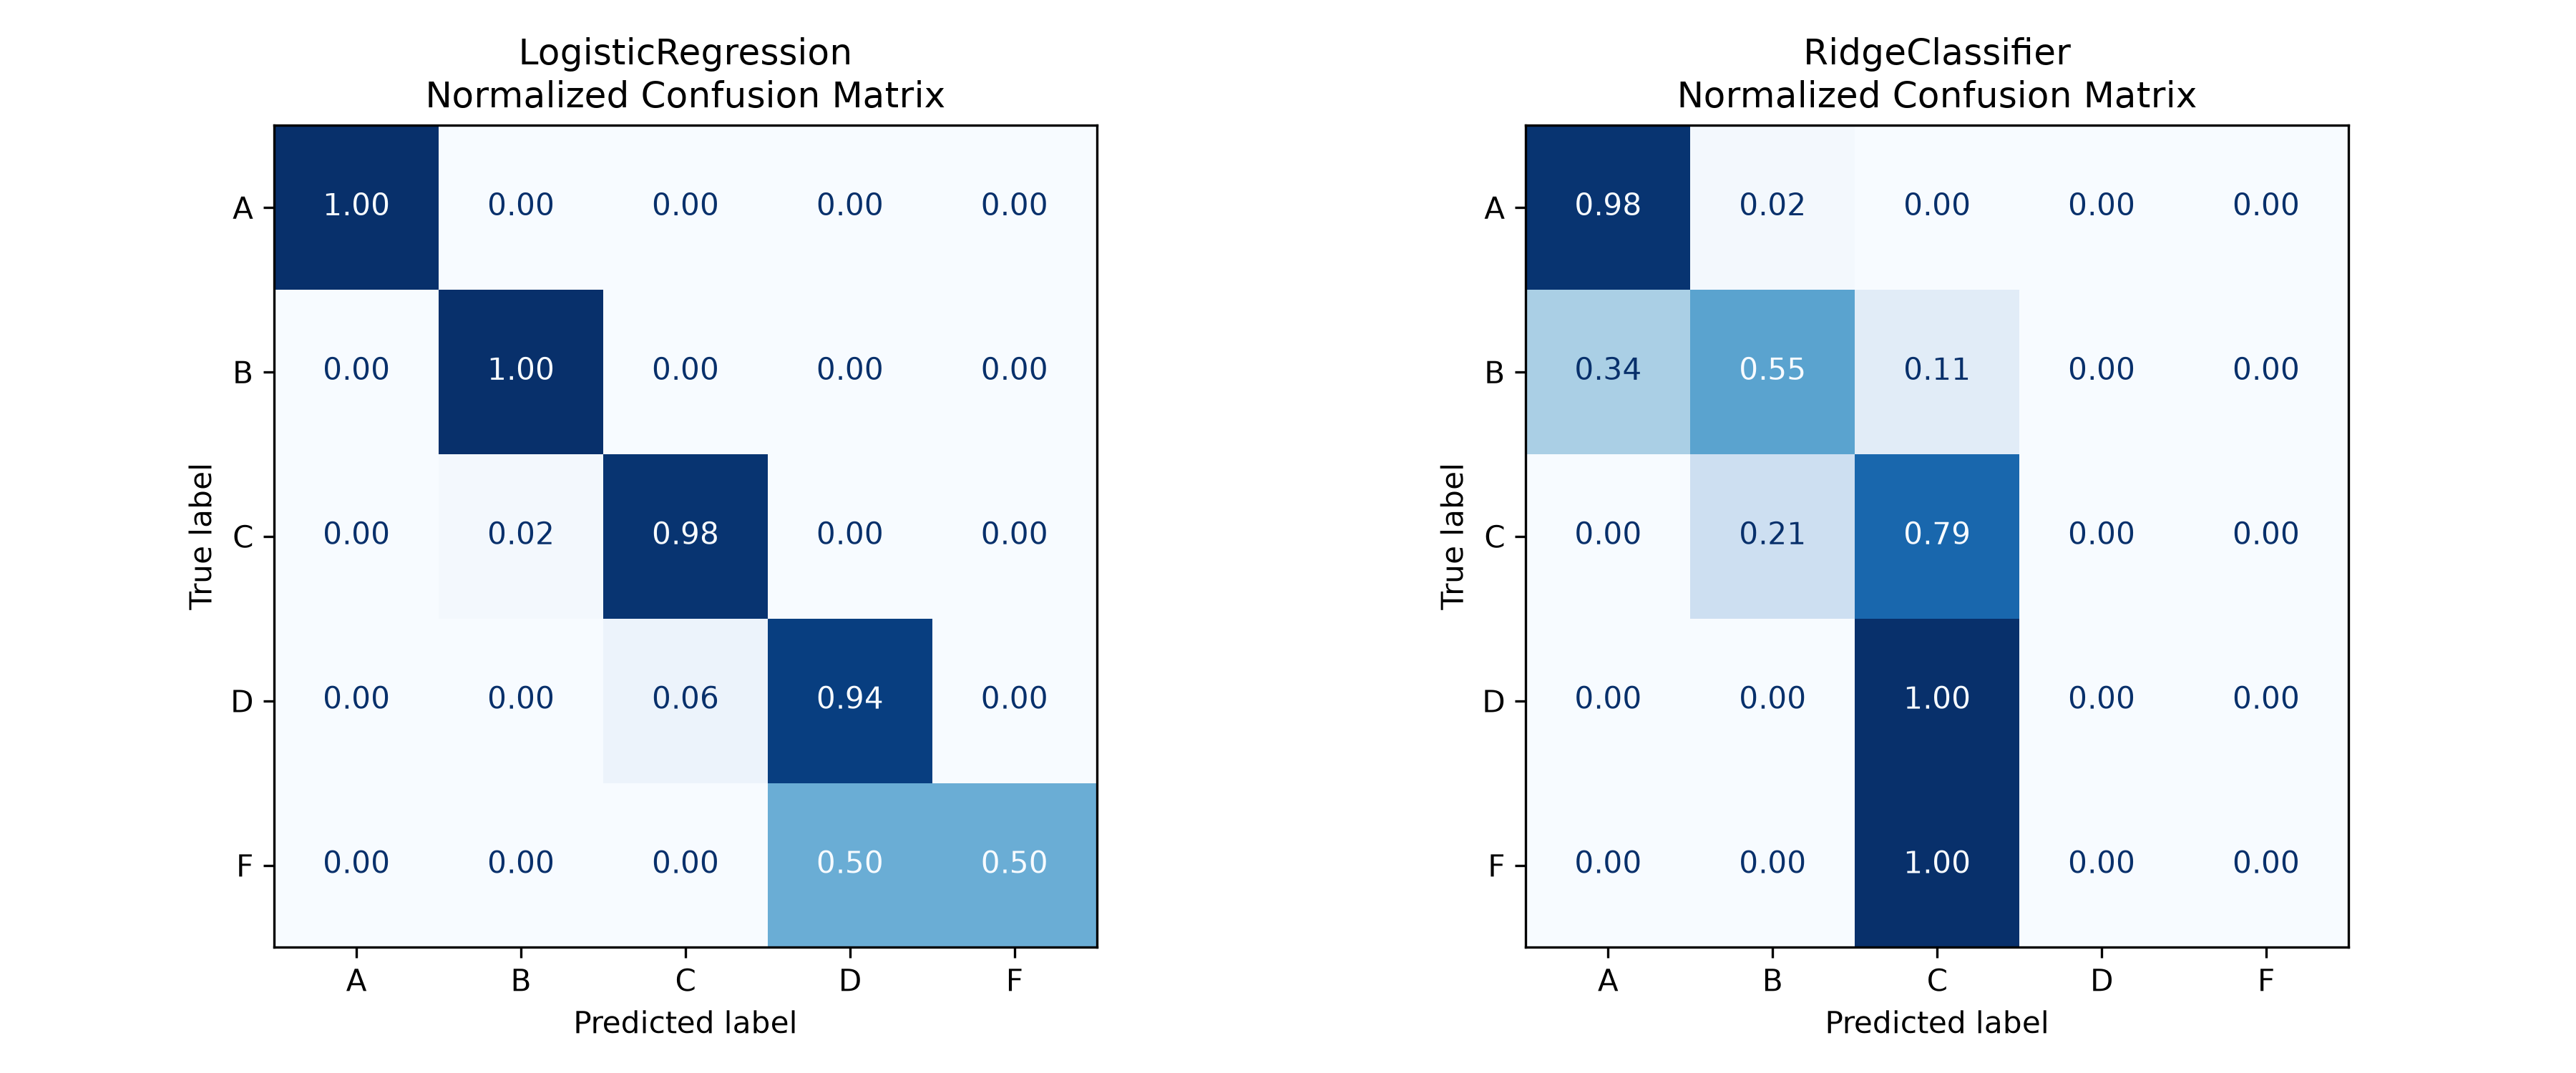 LogisticRegression
Normalized Confusion Matrix
True label
A 1.00 0.00 0.00 0.00 0.00
B 0.00 1.00 0.00 0.00 0.00
C 0.00 0.02 0.98 0.00 0.00
D 0.00 0.00 0.06 0.94 0.00
F 0.00 0.00 0.00 0.50 0.50
A B C D F
Predicted label
RidgeClassifier
Normalized Confusion Matrix
True label
A 0.98 0.02 0.00 0.00 0.00
B 0.34 0.55 0.11 0.00 0.00
C 0.00 0.21 0.79 0.00 0.00
D 0.00 0.00 1.00 0.00 0.00
F 0.00 0.00 1.00 0.00 0.00
A B C D F
Predicted label